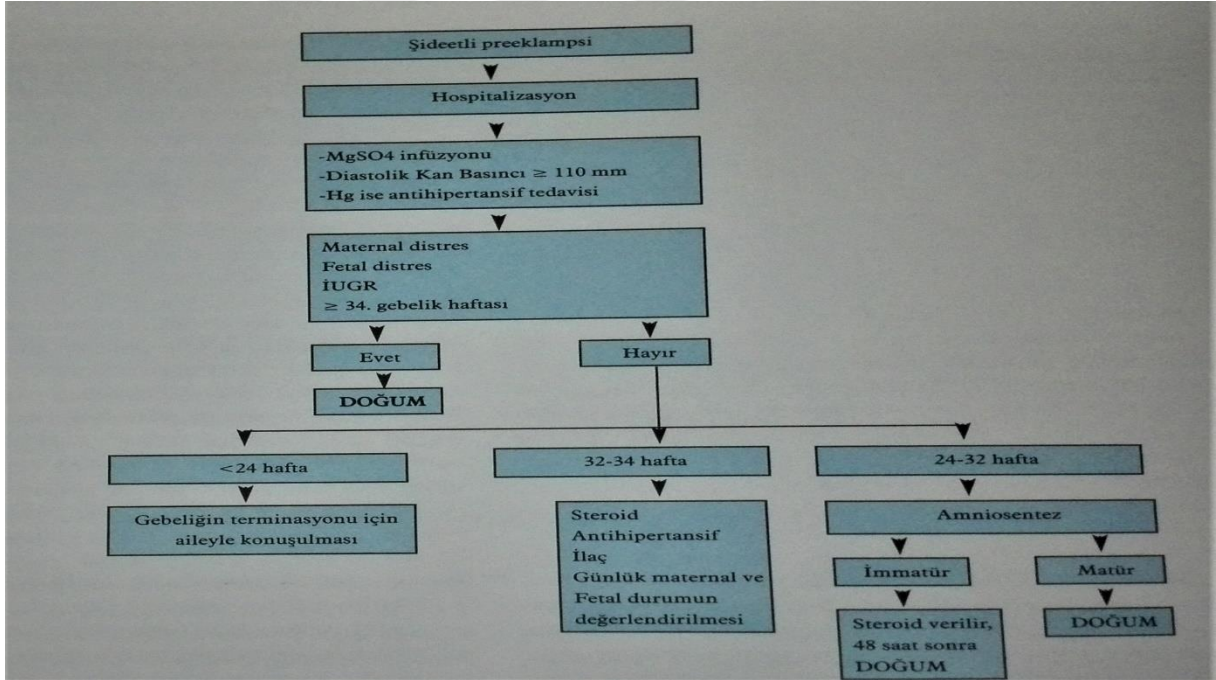 Şideetli preeklampsi
Hospitalizasyon
-MgSO4 infüzyonu
-Diastolik Kan Basıncı ≥ 110 mm
-Hg ise antihipertansif tedavisi
Maternal distres
Fetal distres
İUGR
≥ 34. gebelik haftası
Evet
Hayır
DOĞUM
<24 hafta
32-34 hafta
24-32 hafta
Gebeliğin terminasyonu için
aileyle konuşulması
Steroid
Antihipertansif
İlaç
Günlük maternal ve
Fetal durumun
değerlendirilmesi
Amniosentez
İmmatür
Matür
Steroid verilir,
48 saat sonra
DOĞUM
DOĞUM